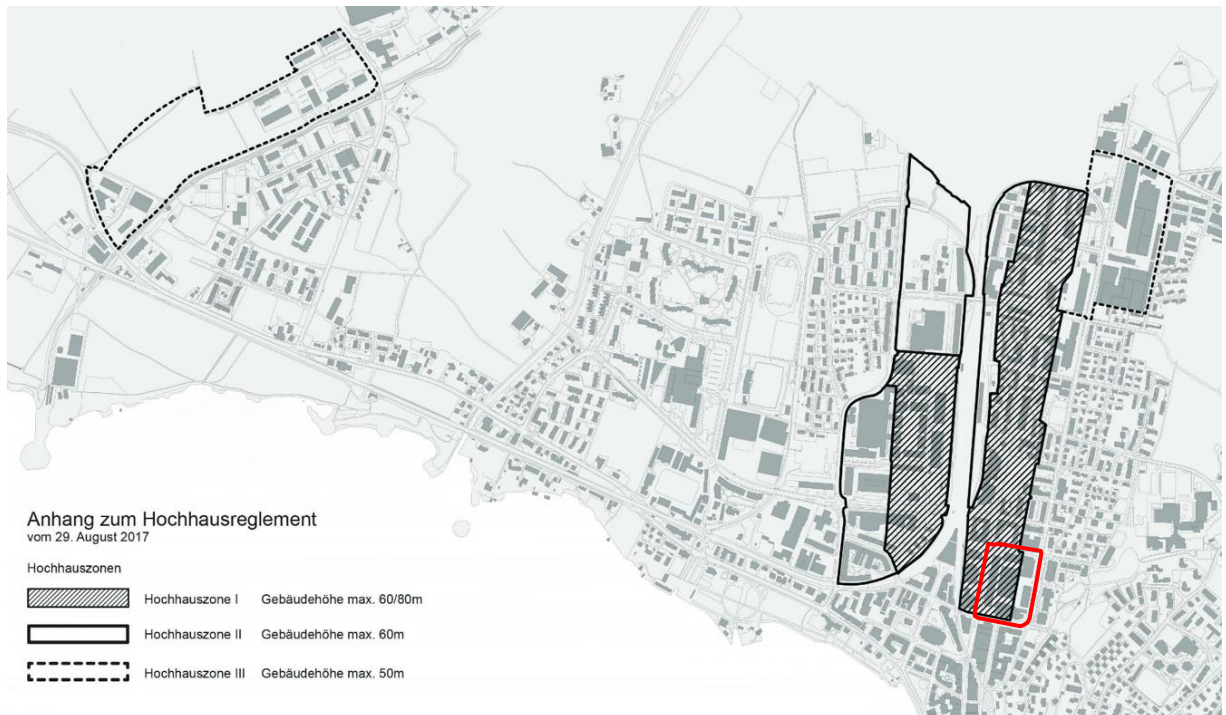 Anhang zum Hochhausreglement
vom 29. August 2017
Hochhauszonen
Hochhauszone I Gebäudehöhe max. 60/80m
Hochhauszone II Gebäudehöhe max. 60m
Hochhauszone III Gebäudehöhe max. 50m